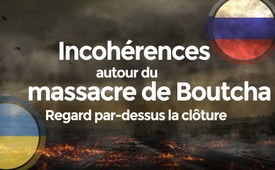 Incohérences
autour du
massacre de Boutcha
Regard par-dessus la clôture